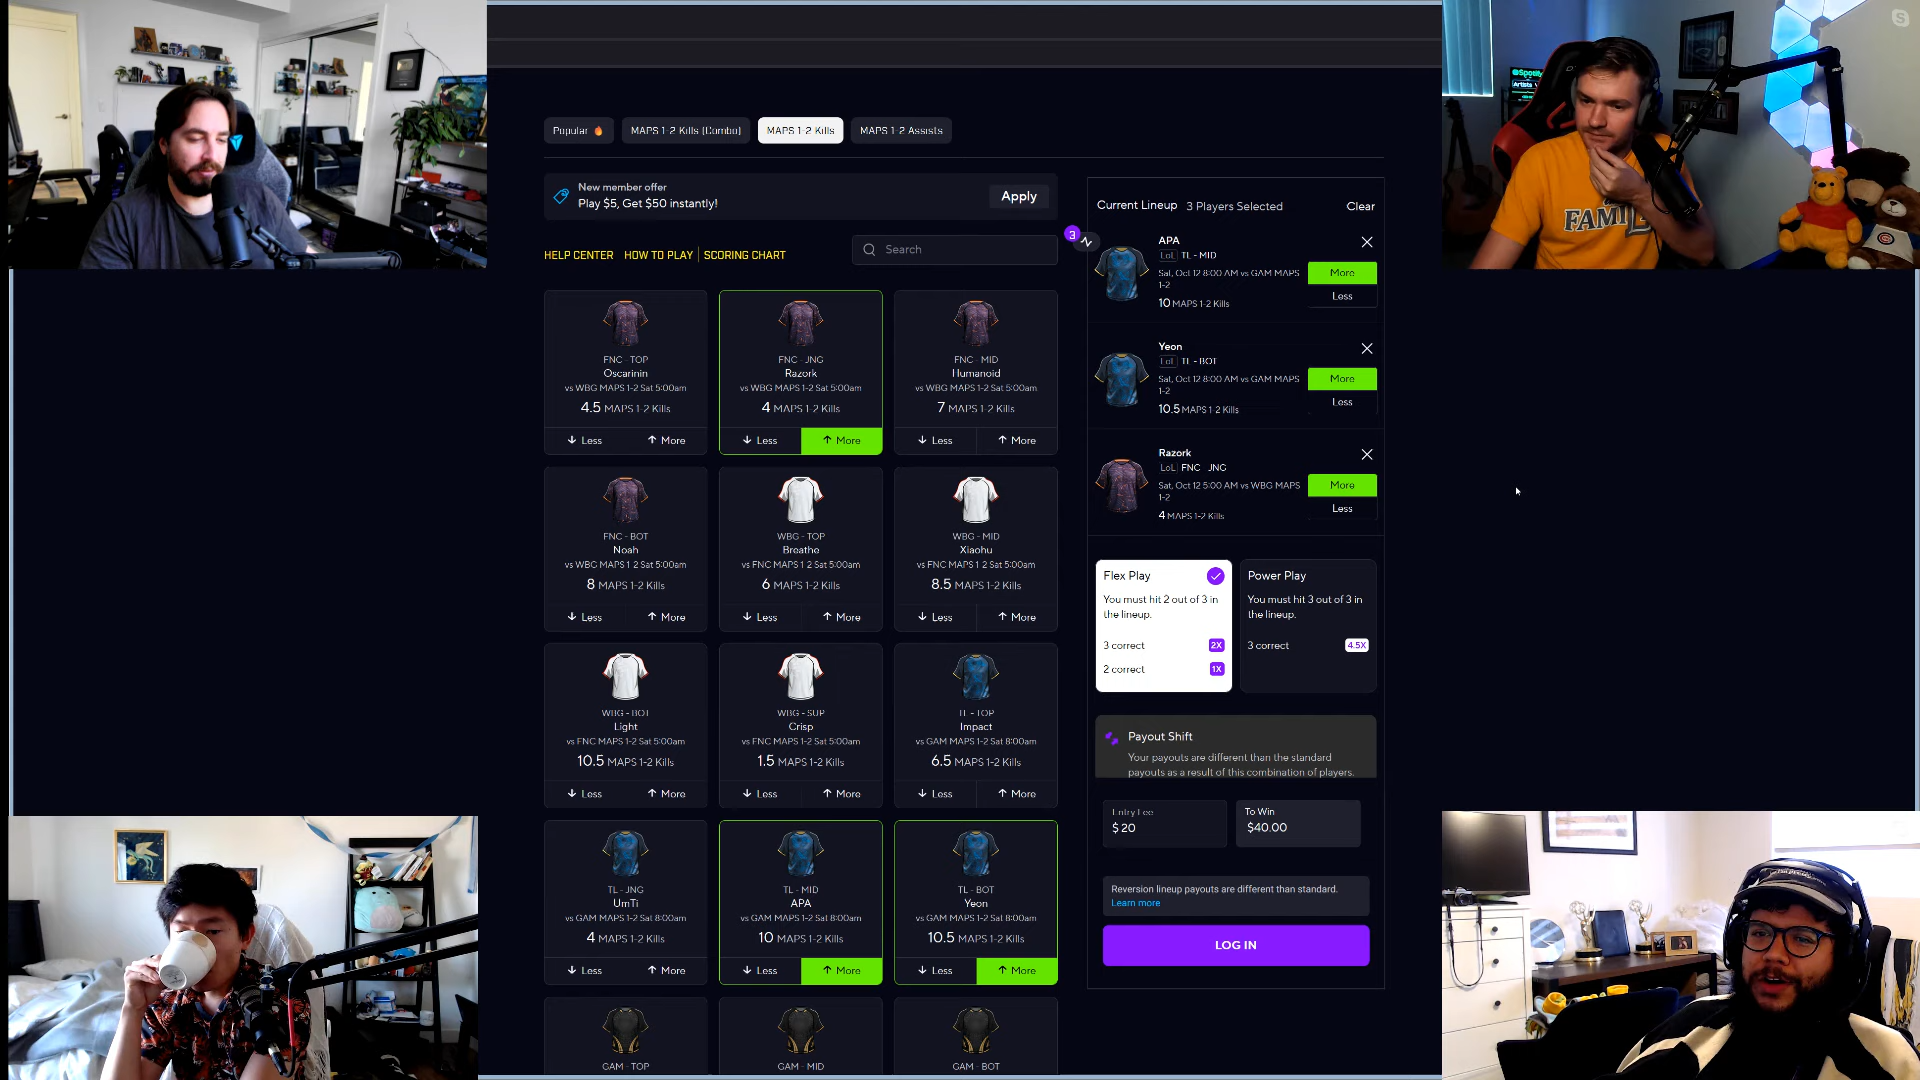 Popular
MAPS 1-2 Kills (Combo)
MAPS 1-2 Kills
MAPS 1-2 Assists
New member offer
Play $5, Get $50 instantly!
Apply
HELP CENTER
HOW TO PLAY
SCORING CHART
Search
FNC - TOP
Oscarinin
vs WBG MAPS 1-2 Sat 5:00am
4.5 MAPS 1-2 Kills
Less
More
FNC - JNG
Razork
vs WBG MAPS 1-2 Sat 5:00am
4 MAPS 1-2 Kills
Less
More
FNC - MID
Humanoid
vs WBG MAPS 1-2 Sat 5:00am
7 MAPS 1-2 Kills
Less
More
FNC - BOT
Noah
vs WBG MAPS 1-2 Sat 5:00am
8 MAPS 1-2 Kills
Less
More
WBG - TOP
Breathe
vs FNC MAPS 1-2 Sat 5:00am
6 MAPS 1-2 Kills
Less
More
WBG - MID
Xiaohu
vs FNC MAPS 1-2 Sat 5:00am
8.5 MAPS 1-2 Kills
Less
More
WBG - BOT
Light
vs FNC MAPS 1-2 Sat 5:00am
10.5 MAPS 1-2 Kills
Less
More
WBG - SUP
Crisp
vs FNC MAPS 1-2 Sat 5:00am
1.5 MAPS 1-2 Kills
Less
More
TL - TOP
Impact
vs GAM MAPS 1-2 Sat 8:00am
6.5 MAPS 1-2 Kills
Less
More
TL - JNG
UmTi
vs GAM MAPS 1-2 Sat 8:00am
4 MAPS 1-2 Kills
Less
More
TL - MID
APA
vs GAM MAPS 1-2 Sat 8:00am
10 MAPS 1-2 Kills
Less
More
TL - BOT
Yeon
vs GAM MAPS 1-2 Sat 8:00am
10.5 MAPS 1-2 Kills
Less
More
GAM - TOP
GAM - MID
GAM - BOT
Current Lineup
3 Players Selected
Clear
3
APA
LoL TL - MID
Sat, Oct 12 8:00 AM vs GAM MAPS
1-2
10 MAPS 1-2 Kills
More
Less
Yeon
LoL TL - BOT
Sat, Oct 12 8:00 AM vs GAM MAPS
1-2
10.5 MAPS 1-2 Kills
More
Less
Razork
LoL FNC - JNG
Sat, Oct 12 5:00 AM vs WBG MAPS
1-2
4 MAPS 1-2 Kills
More
Less
Flex Play
You must hit 2 out of 3 in
the lineup.
3 correct 2X
2 correct 1X
Power Play
You must hit 3 out of 3 in
the lineup.
3 correct 4.5X
Payout Shift
Your payouts are different than the standard
payouts as a result of this combination of players.
Entry Fee
$ 20
To Win
$40.00
Reversion lineup payouts are different than standard.
Learn more
LOG IN
Spotify
Artists